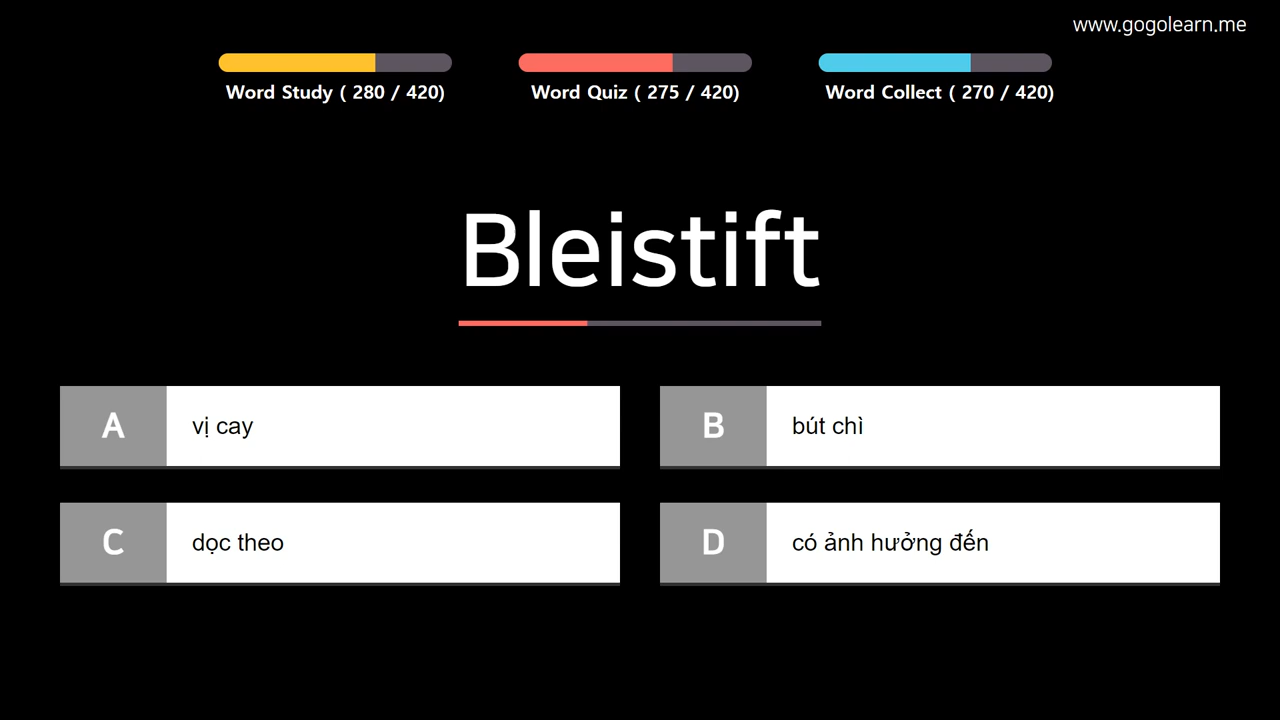 www.gogolearn.me
Word Study ( 280 / 420)
Word Quiz ( 275 / 420)
Word Collect ( 270 / 420)
Bleistift
A
vị cay
B
bút chì
C
dọc theo
D
có ảnh hưởng đến